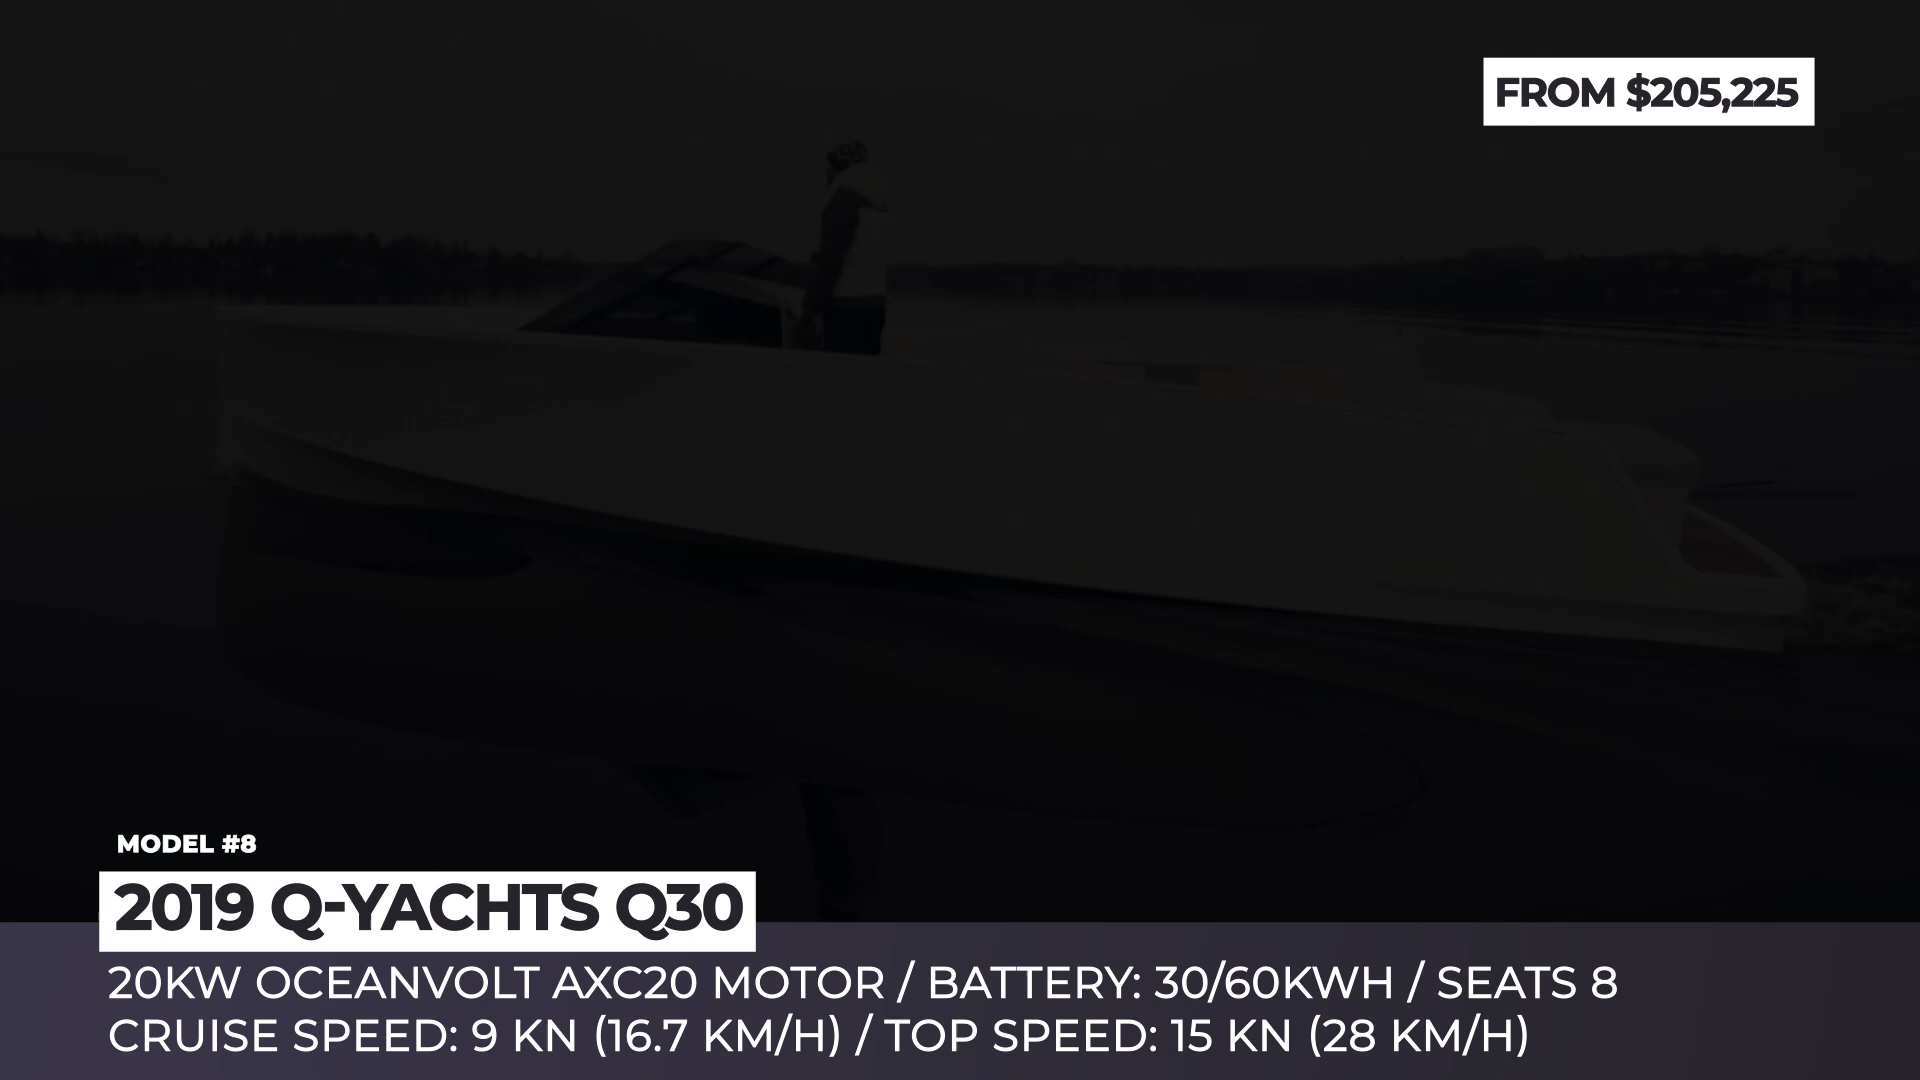 FROM $205,225
MODEL #8
2019 Q-YACHTS Q30
20KW OCEANVOLT AXC20 MOTOR / BATTERY: 30/60KWH / SEATS 8
CRUISE SPEED: 9 KN (16.7 KM/H) / TOP SPEED: 15 KN (28 KM/H)